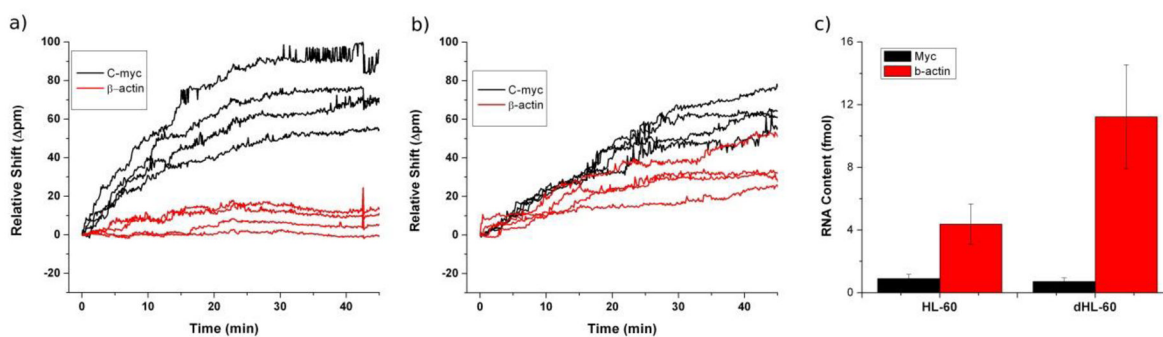 a)
100
80
60
40
20
0
-20
Relative Shift (Δpm)
C-myc
β-actin
0 10 20 30 40
Time (min)
b)
100
80
60
40
20
0
-20
Relative Shift (Δpm)
C-myc
β-actin
0 10 20 30 40
Time (min)
c)
16
12
8
4
0
RNA Content (fmol)
Myc
b-actin
HL-60 dHL-60